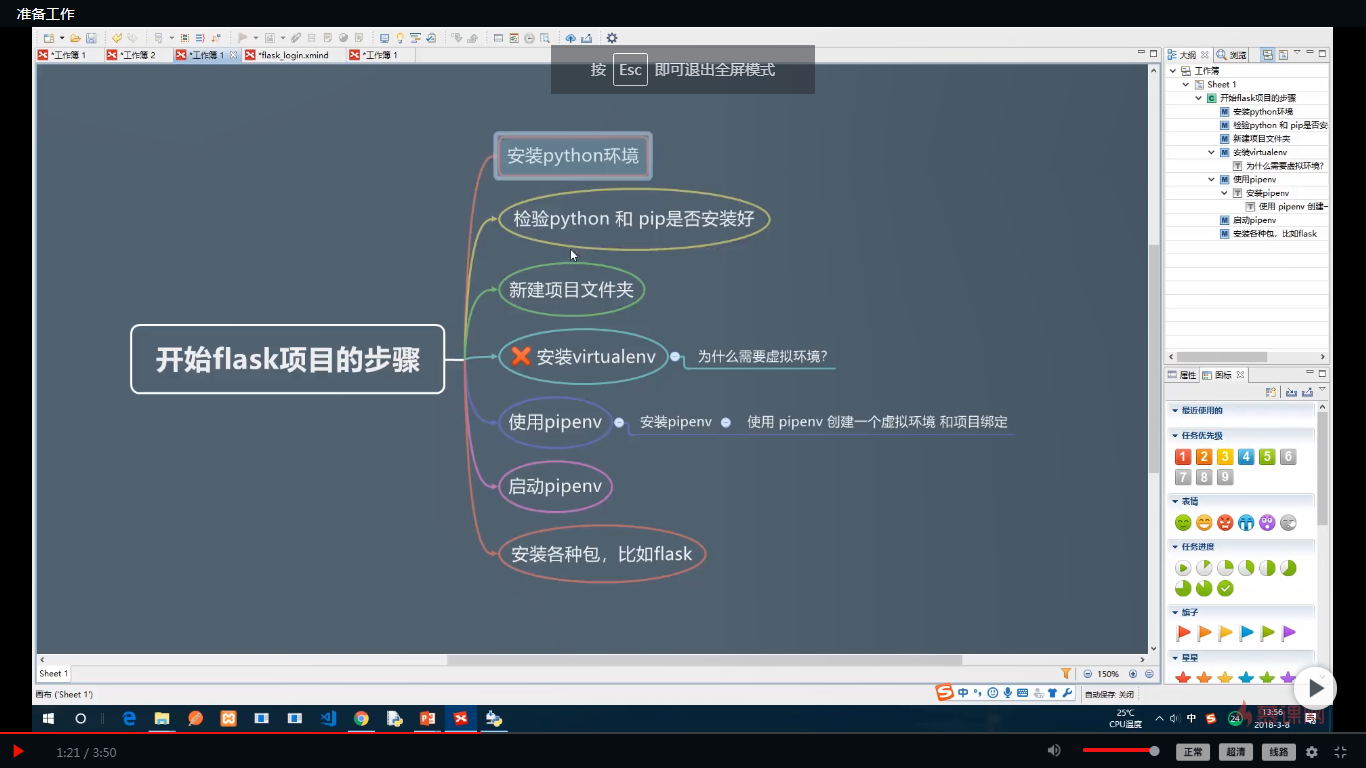 准备工作
*工作簿 1
*工作簿 2
*工作簿 1
*flask_login.xmind
*工作簿 1
按 Esc 即可退出全屏模式
大纲
浏览
工作簿
Sheet 1
开始flask项目的步骤
安装python环境
检验python 和 pip是否安
新建项目文件夹
安装virtualenv
为什么需要虚拟环境?
使用pipenv
安装pipenv
使用 pipenv 创建一
启动pipenv
安装各种包，比如flask
开始flask项目的步骤
安装python环境
检验python 和 pip是否安装好
新建项目文件夹
安装virtualenv
为什么需要虚拟环境?
使用pipenv
安装pipenv
使用 pipenv 创建一个虚拟环境 和项目绑定
启动pipenv
安装各种包，比如flask
属性
图标
最近使用的
任务优先级
1 2 3 4 5 6
7 8 9
表情
任务进度
旗子
星星
Sheet 1
150%
画布 ('Sheet 1')
中
自动保存: 关闭
25℃
CPU温度
中
24
13:56
2018-3-8
慕课网
1:21 / 3:50
正常
超清
线路